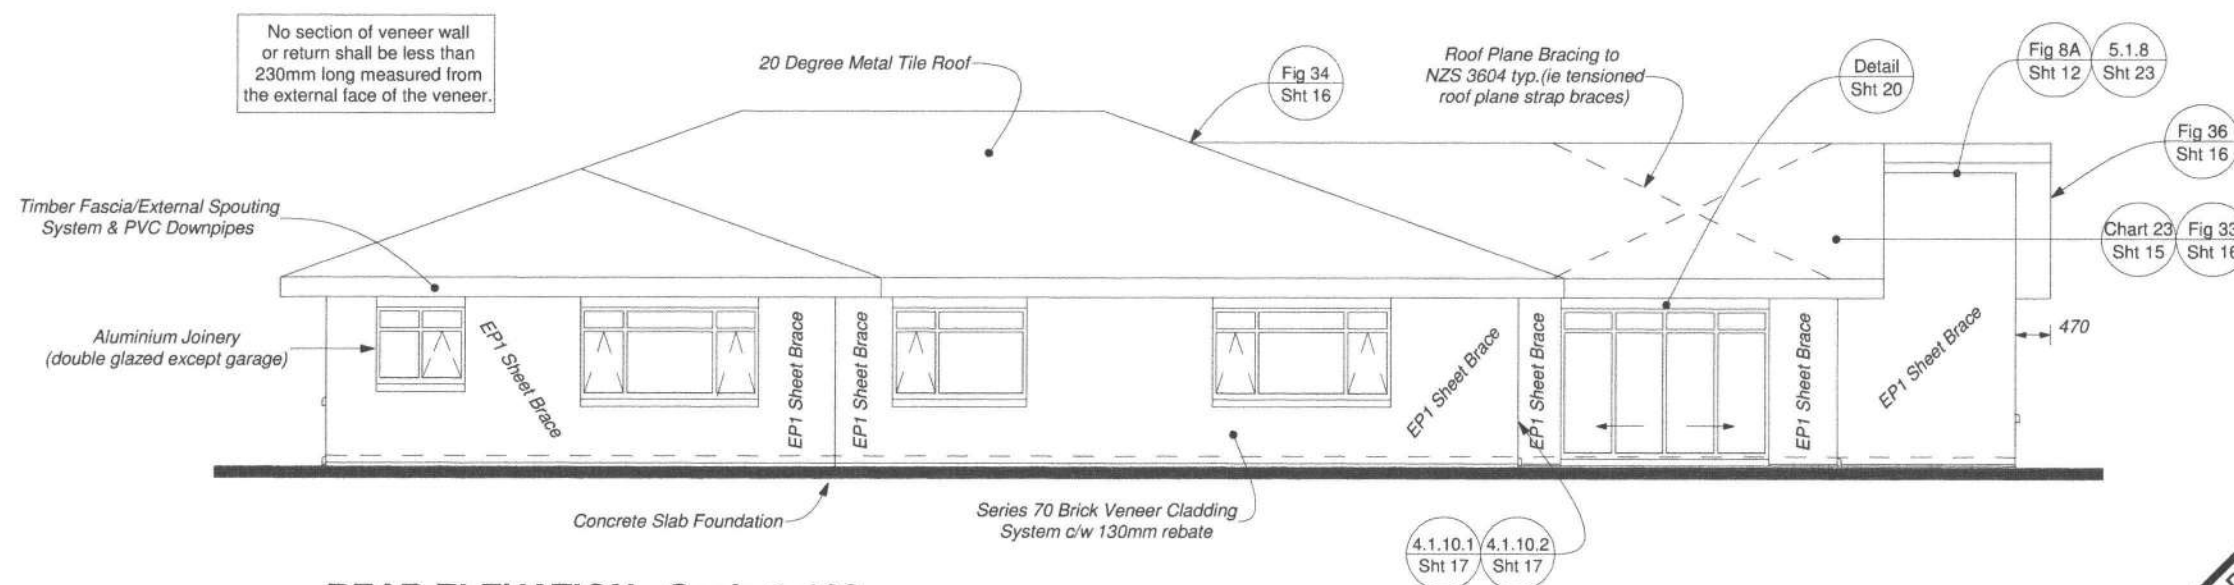 No section of veneer wall
or return shall be less than
230mm long measured from
the external face of the veneer.
20 Degree Metal Tile Roof
Fig 34
Sht 16
Roof Plane Bracing to
NZS 3604 typ.(ie tensioned
roof plane strap braces)
Detail
Sht 20
Fig 8A
Sht 12
5.1.8
Sht 23
Fig 36
Sht 16
Timber Fascia/External Spouting
System & PVC Downpipes
Chart 23
Sht 15
Fig 33
Sht 16
Aluminium Joinery
(double glazed except garage)
EP1 Sheet Brace
EP1 Sheet Brace
EP1 Sheet Brace
EP1 Sheet Brace
EP1 Sheet Brace
EP1 Sheet Brace
EP1 Sheet Brace
470
Concrete Slab Foundation
Series 70 Brick Veneer Cladding
System c/w 130mm rebate
4.1.10.1
Sht 17
4.1.10.2
Sht 17